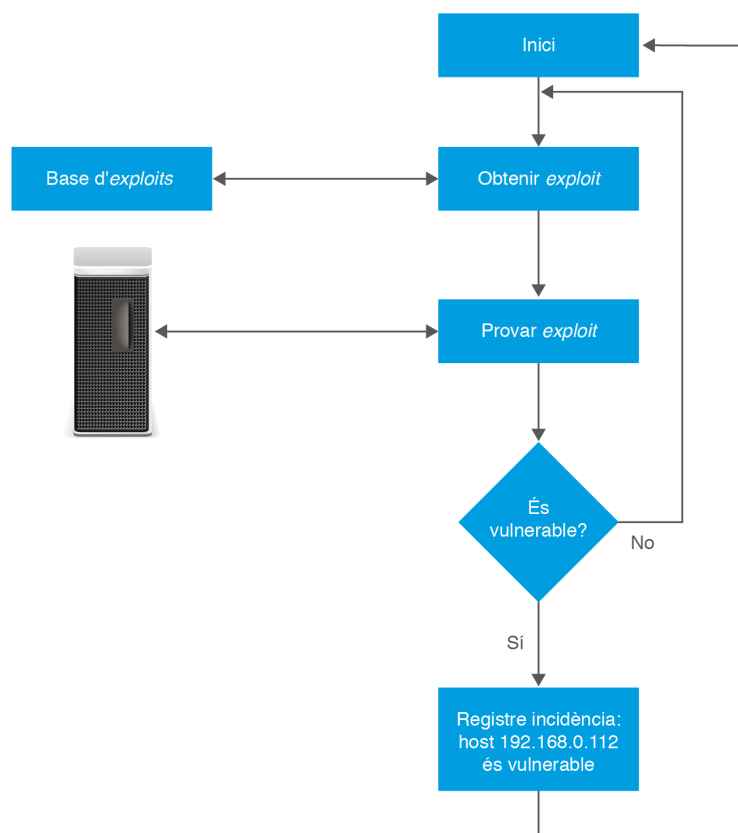 Inici
Base d'exploits
Obtenir exploit
Provar exploit
És
vulnerable?
No
Sí
Registre incidència:
host 192.168.0.112
és vulnerable